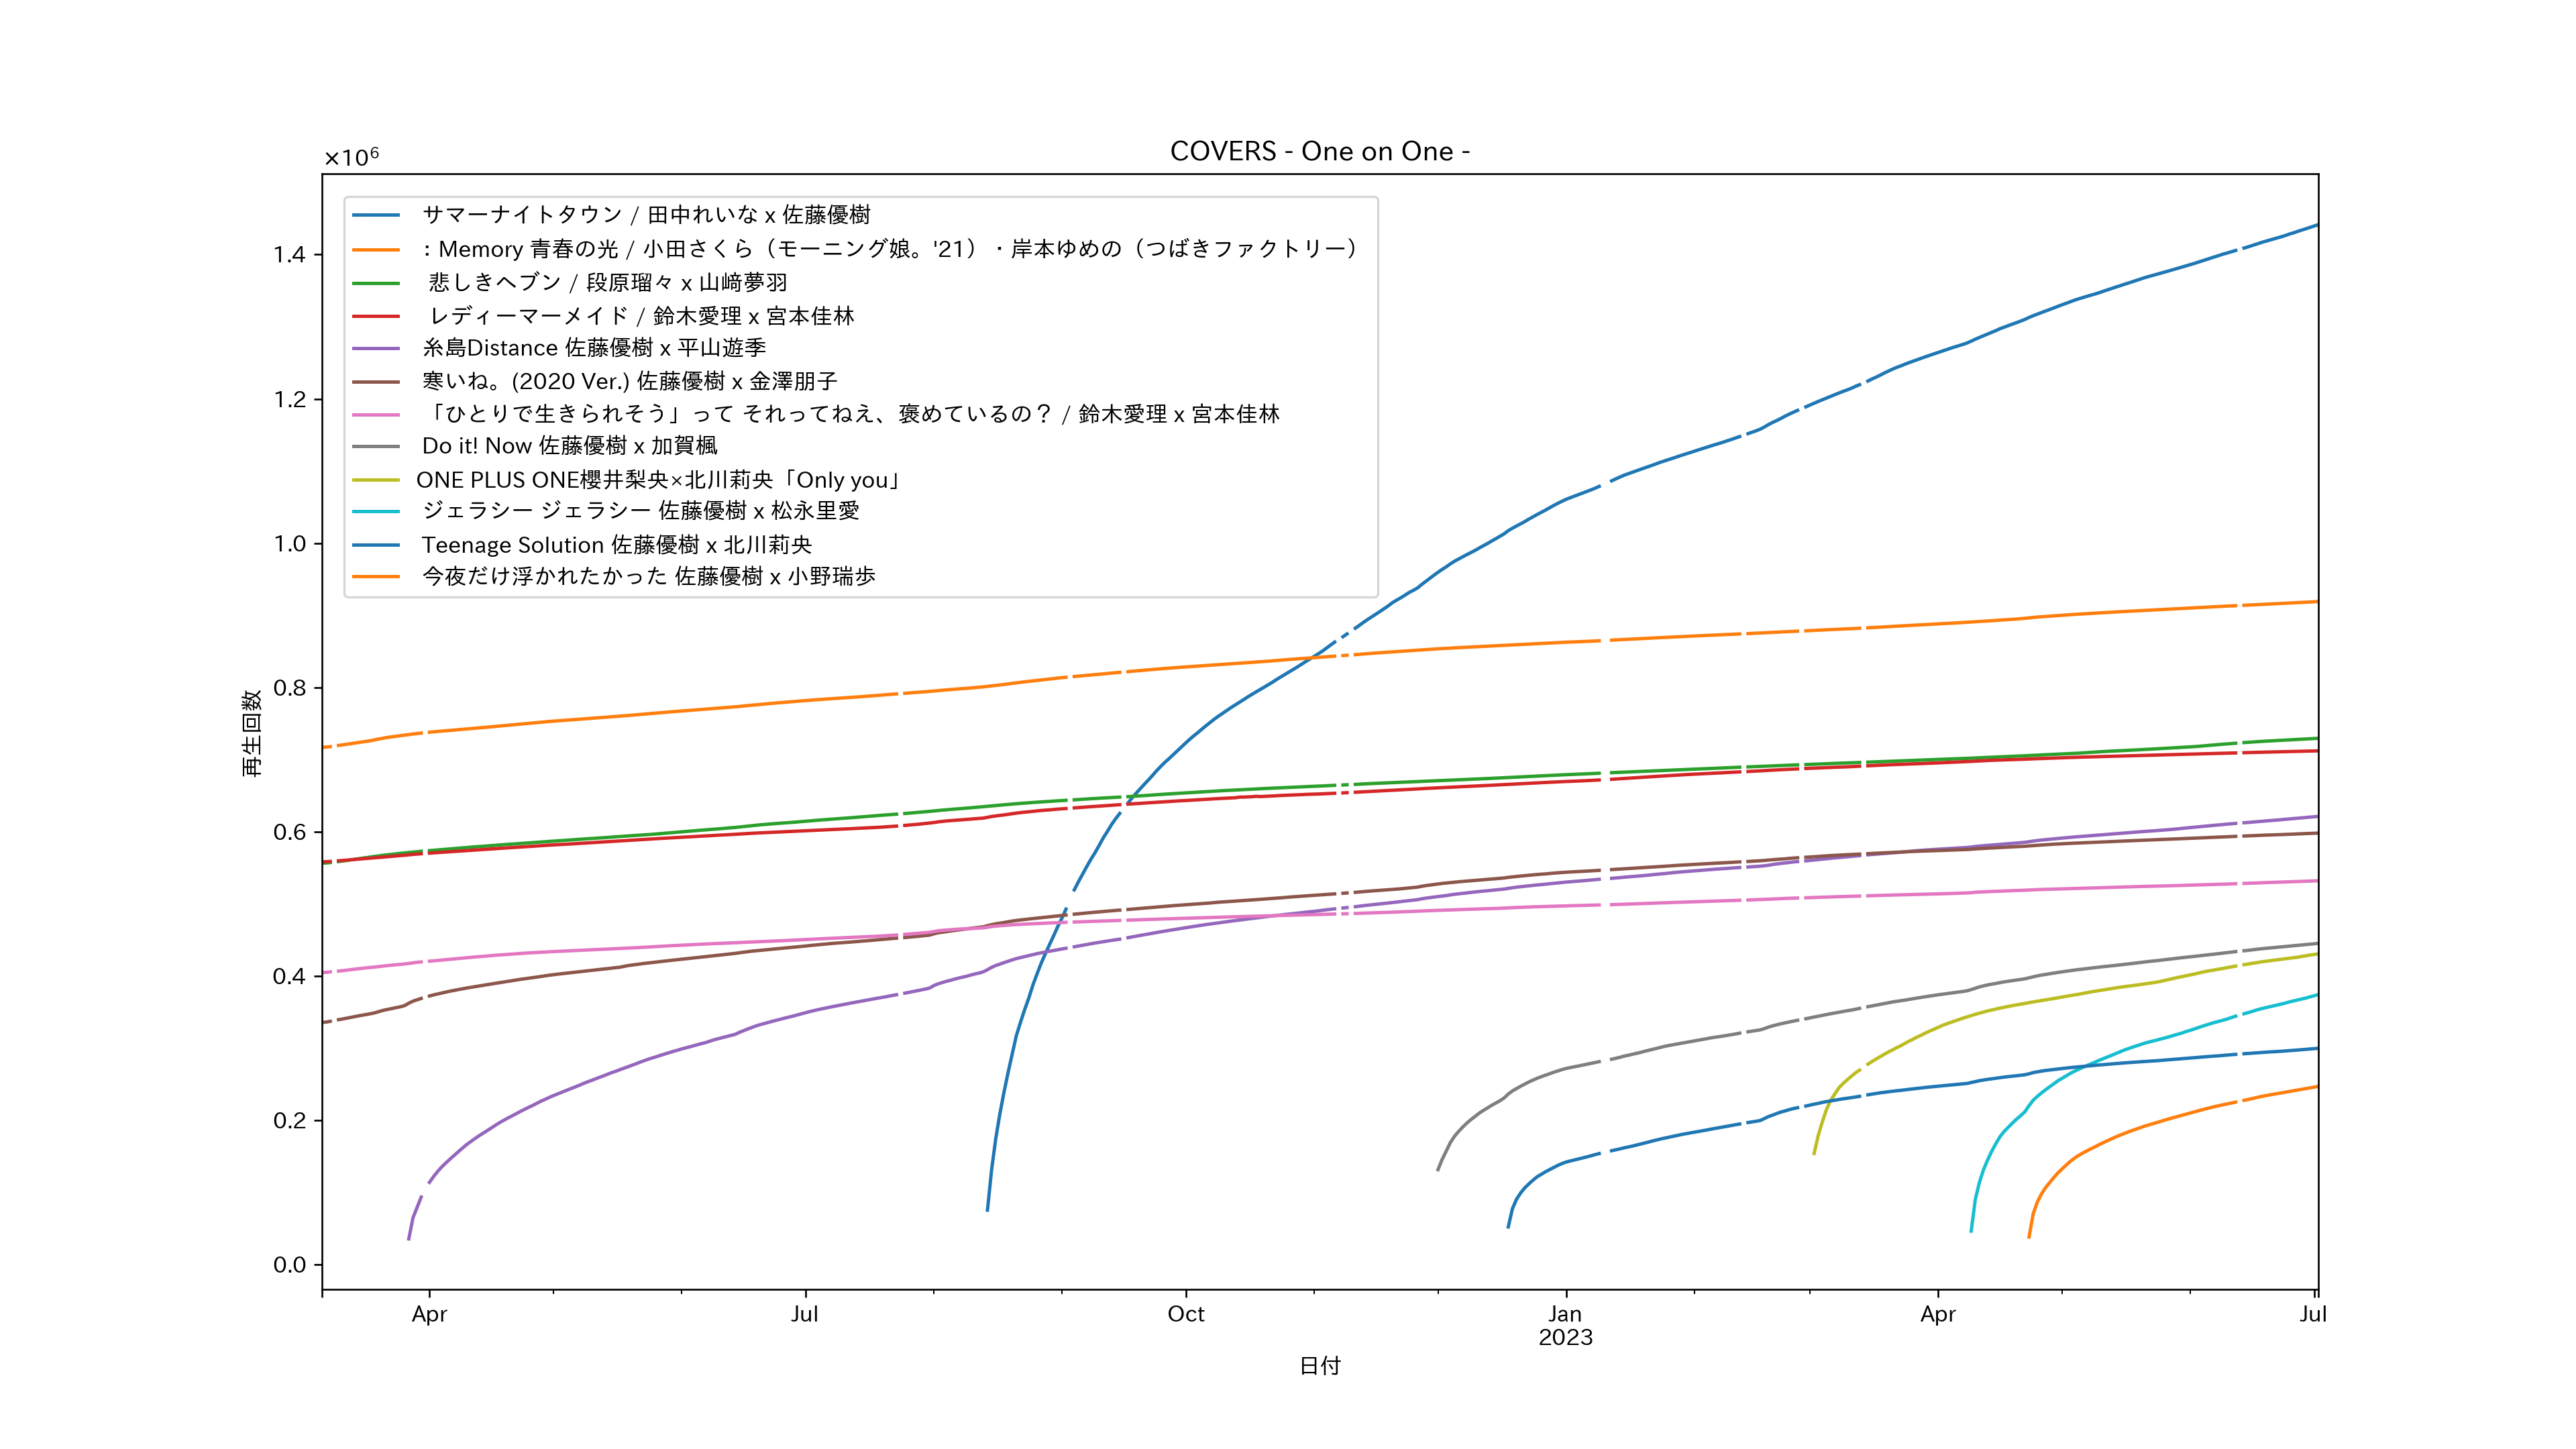 COVERS - One on One -
×10⁶
サマーナイトタウン / 田中れいな x 佐藤優樹
: Memory 青春の光 / 小田さくら（モーニング娘。'21）・岸本ゆめの（つばきファクトリー）
悲しきヘブン / 段原瑠々 x 山﨑夢羽
レディーマーメイド / 鈴木愛理 x 宮本佳林
糸島Distance 佐藤優樹 x 平山遊季
寒いね。(2020 Ver.) 佐藤優樹 x 金澤朋子
「ひとりで生きられそう」って それってねえ、褒めているの？ / 鈴木愛理 x 宮本佳林
Do it! Now 佐藤優樹 x 加賀楓
ONE PLUS ONE櫻井梨央×北川莉央「Only you」
ジェラシー ジェラシー 佐藤優樹 x 松永里愛
Teenage Solution 佐藤優樹 x 北川莉央
今夜だけ浮かれたかった 佐藤優樹 x 小野瑞歩
1.4
1.2
1.0
0.8
0.6
0.4
0.2
0.0
再生回数
Apr
Jul
Oct
Jan
2023
Apr
Jul
日付